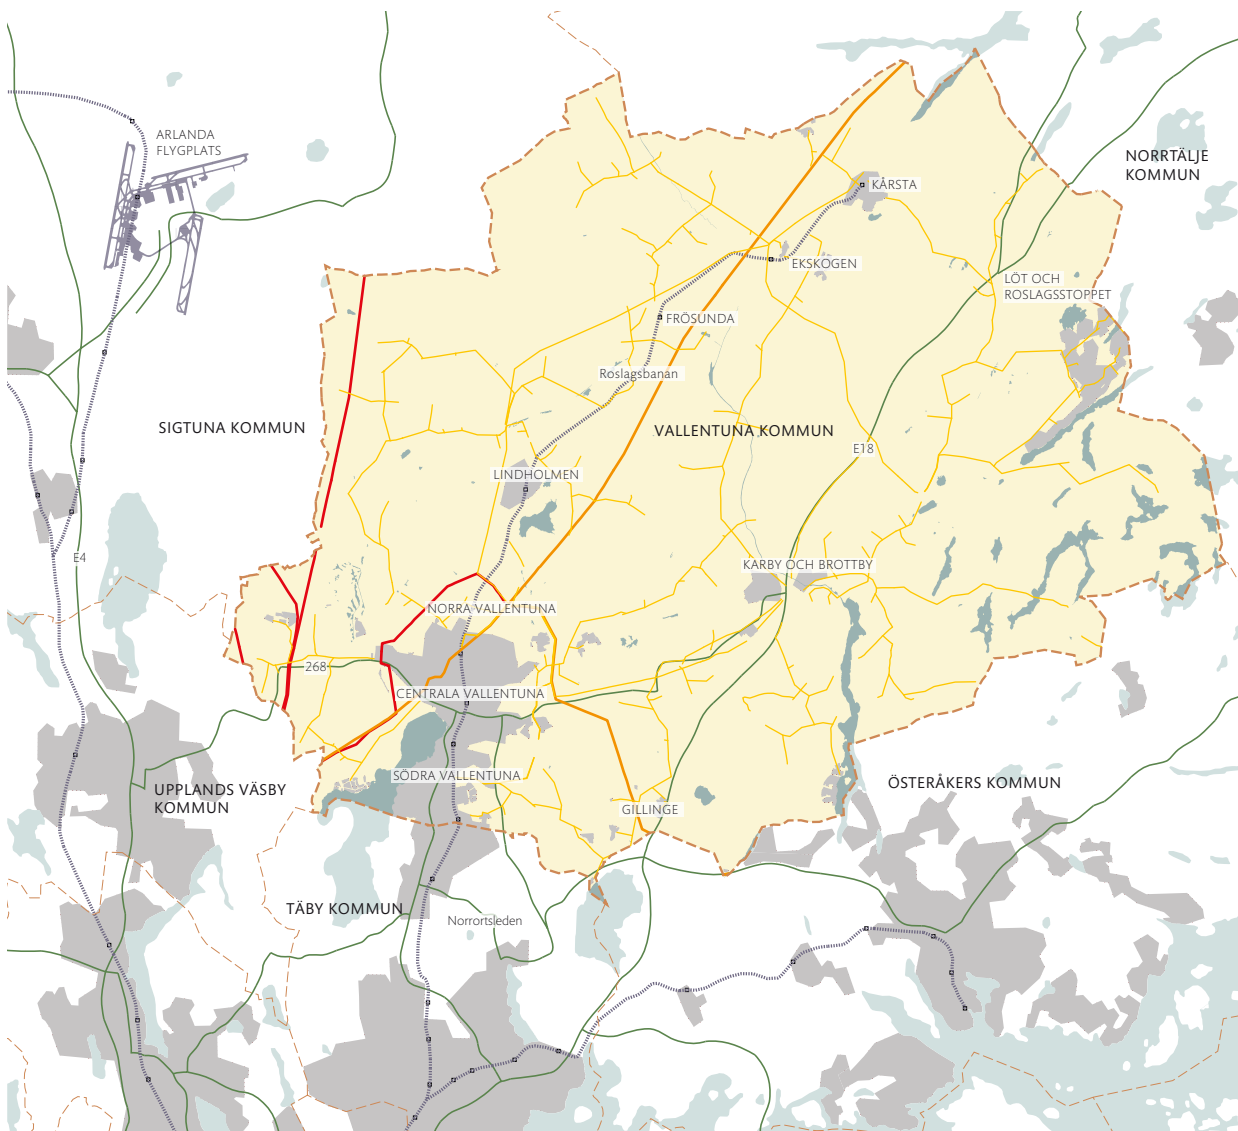 ARLANDA
FLYGPLATS
NORRTÄLJE
KOMMUN
KÅRSTA
EKSKOGEN
LÖT OCH
ROSLAGSSTOPPET
FRÖSUNDA
Roslagsbanan
SIGTUNA KOMMUN
VALLENTUNA KOMMUN
E18
LINDHOLMEN
E4
KARBY OCH BROTTBY
NORRA VALLENTUNA
268
CENTRALA VALLENTUNA
SÖDRA VALLENTUNA
UPPLANDS VÄSBY
KOMMUN
ÖSTERÅKERS KOMMUN
GILLINGE
TÄBY KOMMUN
Norrortsleden